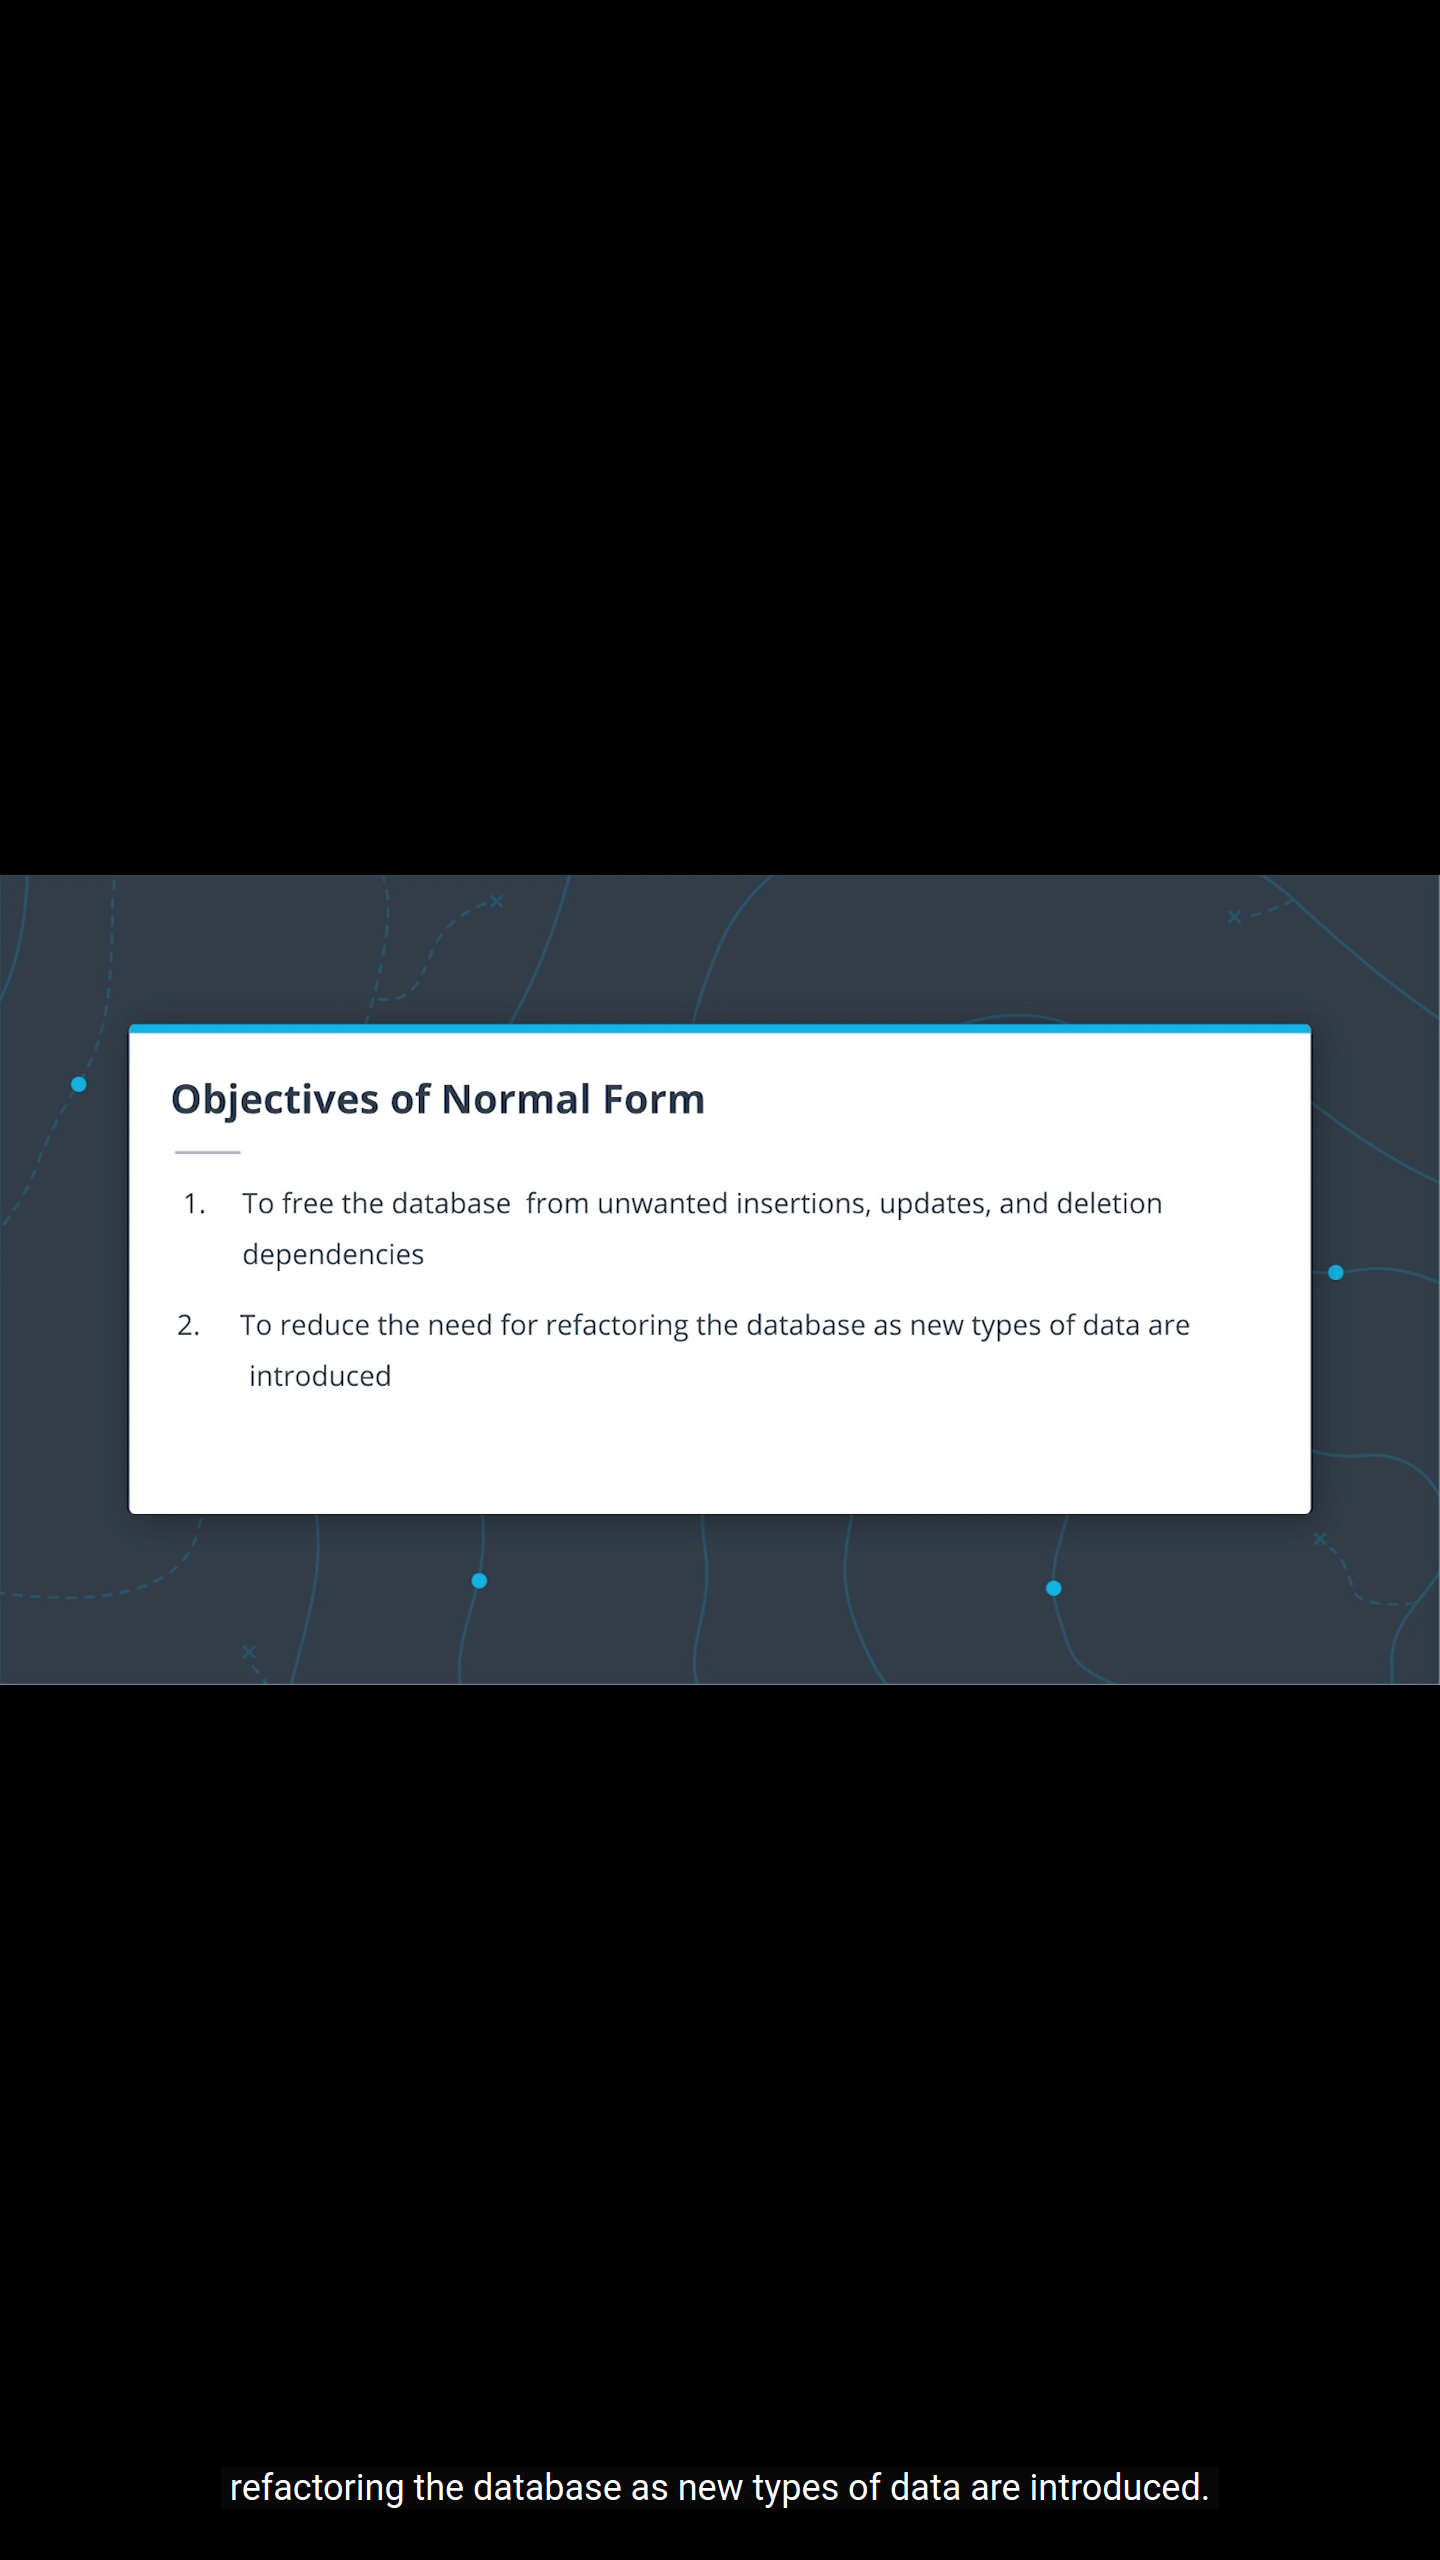 Objectives of Normal Form
1. To free the database from unwanted insertions, updates, and deletion
dependencies
2. To reduce the need for refactoring the database as new types of data are
introduced
refactoring the database as new types of data are introduced.